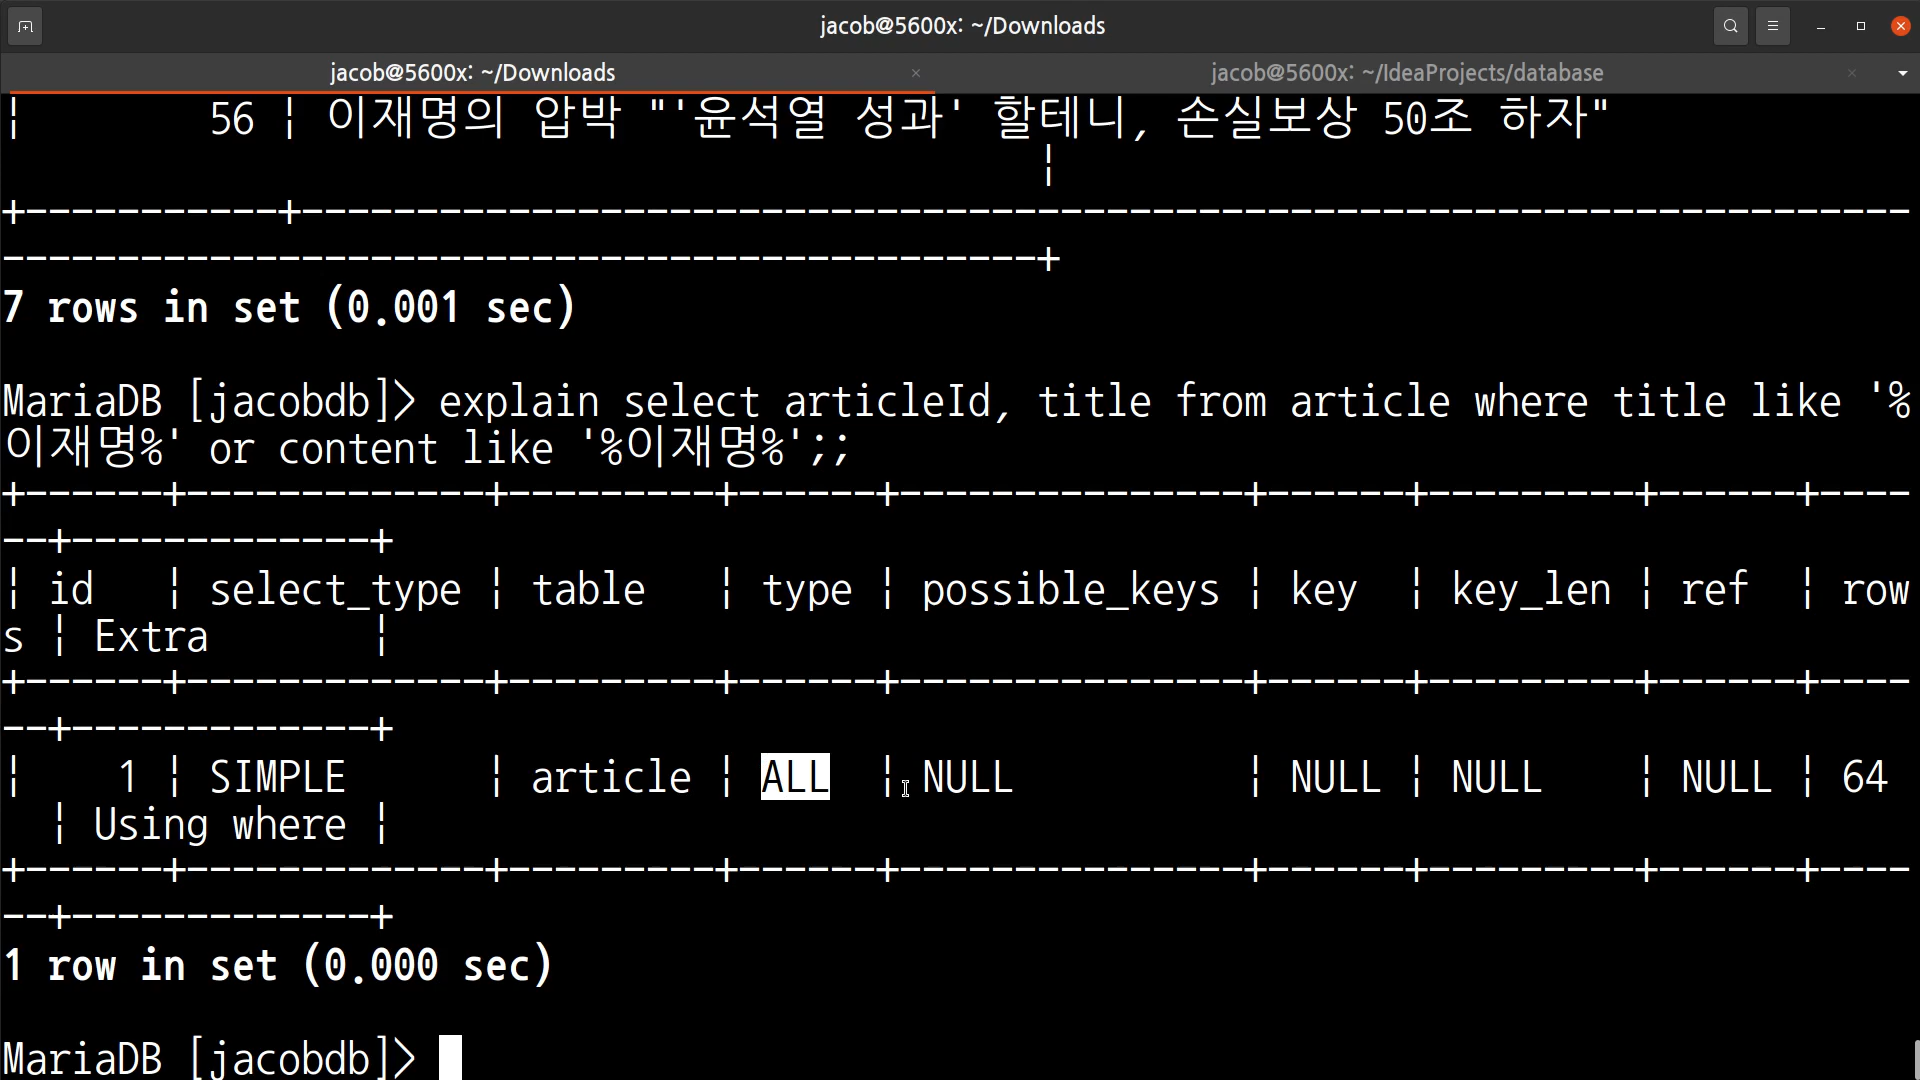 jacob@5600x: ~/Downloads
jacob@5600x: ~/Downloads
jacob@5600x: ~/IdeaProjects/database
¦        56 ¦ 이재명의 압박 "'윤석열 성과' 할테니, 손실보상 50조 하자"
¦
+-----------+----------------------------------------------------------------------
---------------------------------------------+
7 rows in set (0.001 sec)
MariaDB [jacobdb]> explain select articleId, title from article where title like '%
이재명%' or content like '%이재명%';;
+------+-------------+---------+------+---------------+------+---------+------+----
--+-------------+
¦ id   ¦ select_type ¦ table   ¦ type ¦ possible_keys ¦ key  ¦ key_len ¦ ref  ¦ row
s ¦ Extra       ¦
+------+-------------+---------+------+---------------+------+---------+------+----
--+-------------+
¦    1 ¦ SIMPLE      ¦ article ¦ ALL  ¦ NULL          ¦ NULL ¦ NULL    ¦ NULL ¦ 64
  ¦ Using where ¦
+------+-------------+---------+------+---------------+------+---------+------+----
--+-------------+
1 row in set (0.000 sec)
MariaDB [jacobdb]>